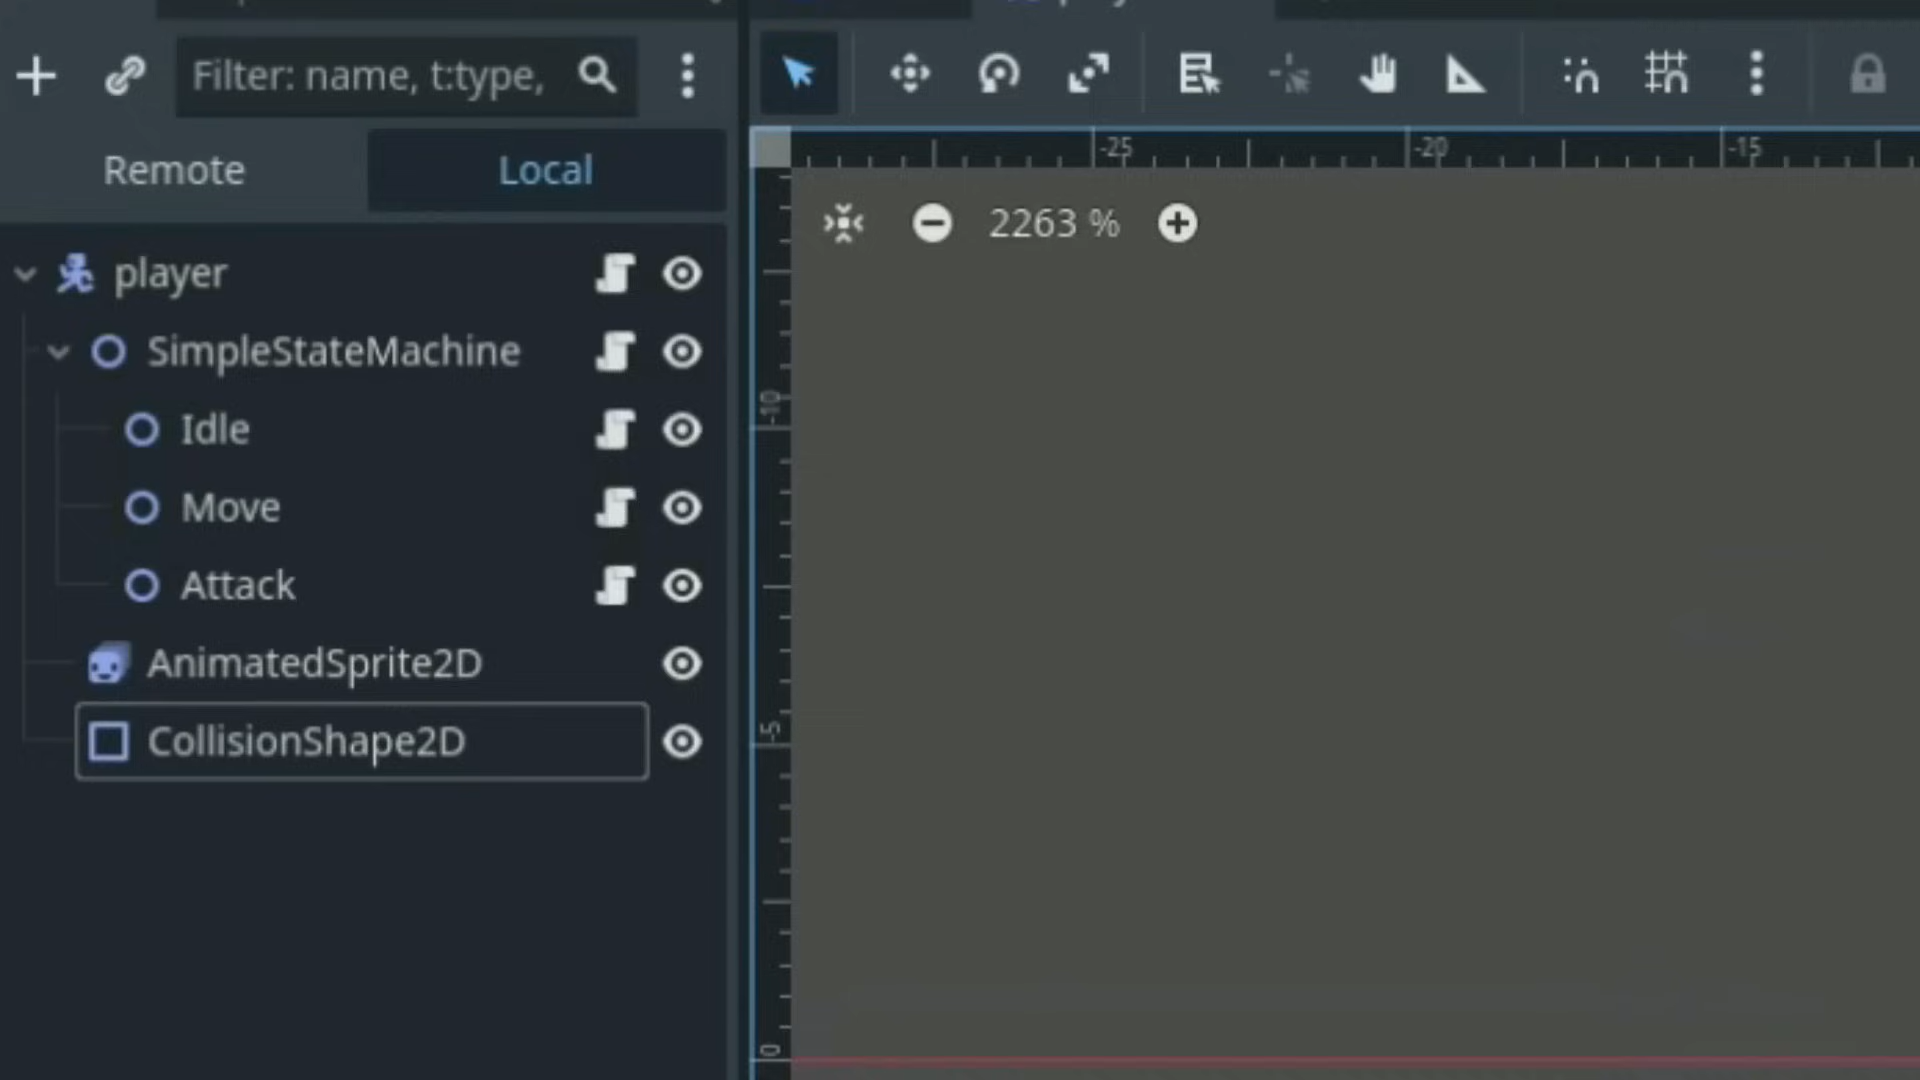 Filter: name, t:type,
Remote Local
-25 -20 -15
2263 %
player
SimpleStateMachine
Idle
-10
Move
Attack
AnimatedSprite2D
CollisionShape2D
-5
0